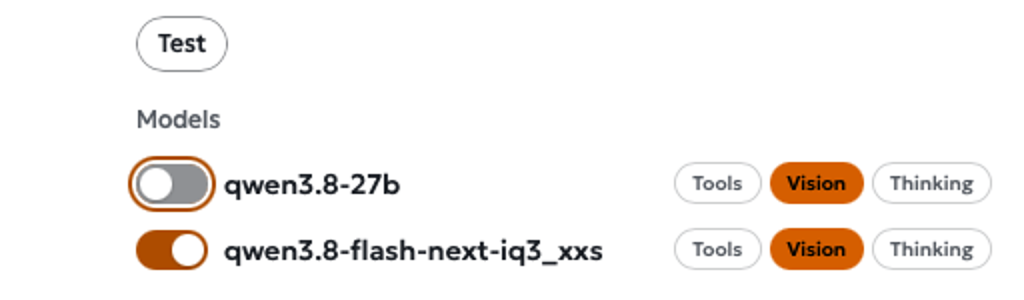 Test
Models
qwen3.8-27b Tools Vision Thinking
qwen3.8-flash-next-iq3_xxs Tools Vision Thinking